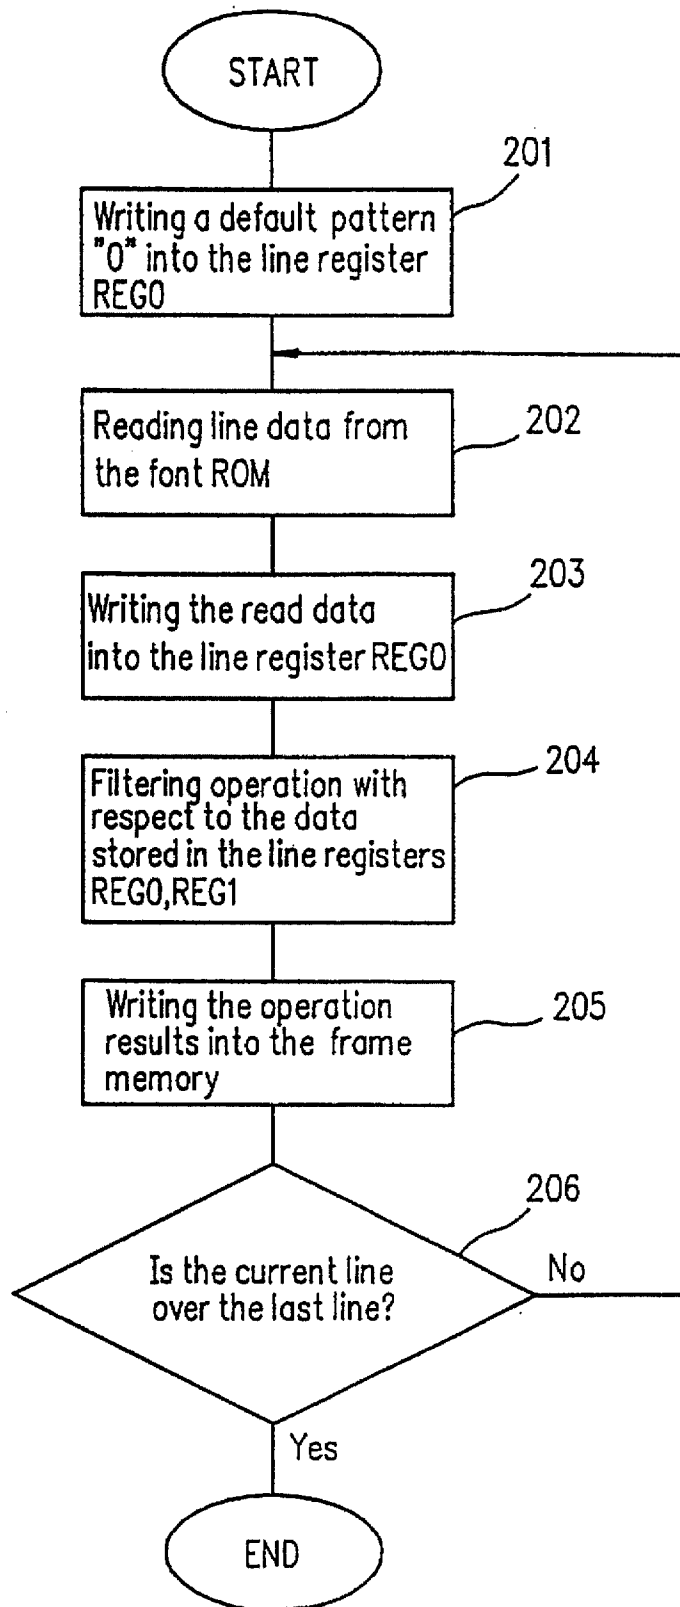 START
201
Writing a default pattern
"0" into the line register
REG0
Reading line data from
the font ROM
202
Writing the read data
into the line register REG0
203
Filtering operation with
respect to the data
stored in the line registers
REG0,REG1
204
Writing the operation
results into the frame
memory
205
206
Is the current line
over the last line?
No
Yes
END